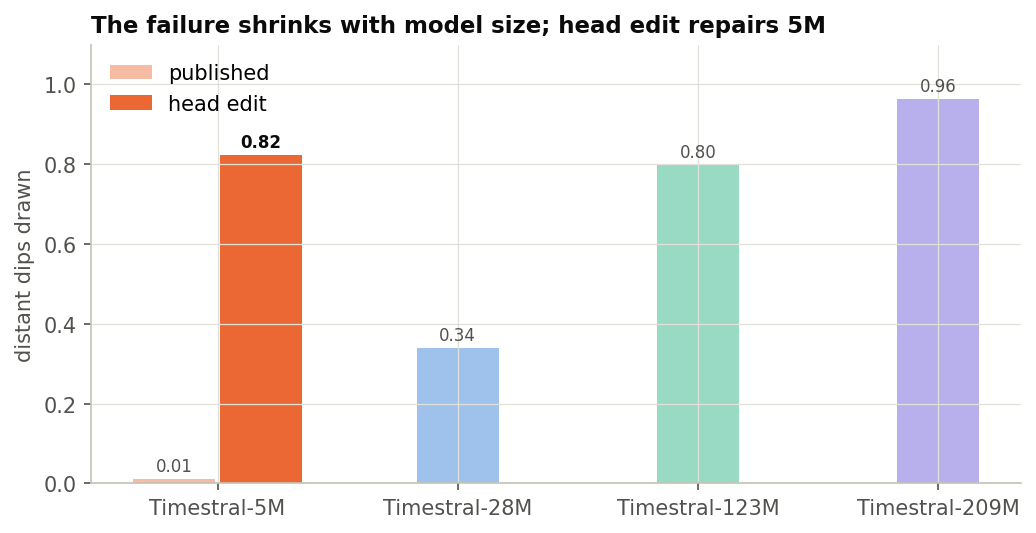 The failure shrinks with model size; head edit repairs 5M
published
head edit
distant dips drawn
1.0
0.8
0.6
0.4
0.2
0.0
0.01
0.82
0.34
0.80
0.96
Timestral-5M
Timestral-28M
Timestral-123M
Timestral-209M